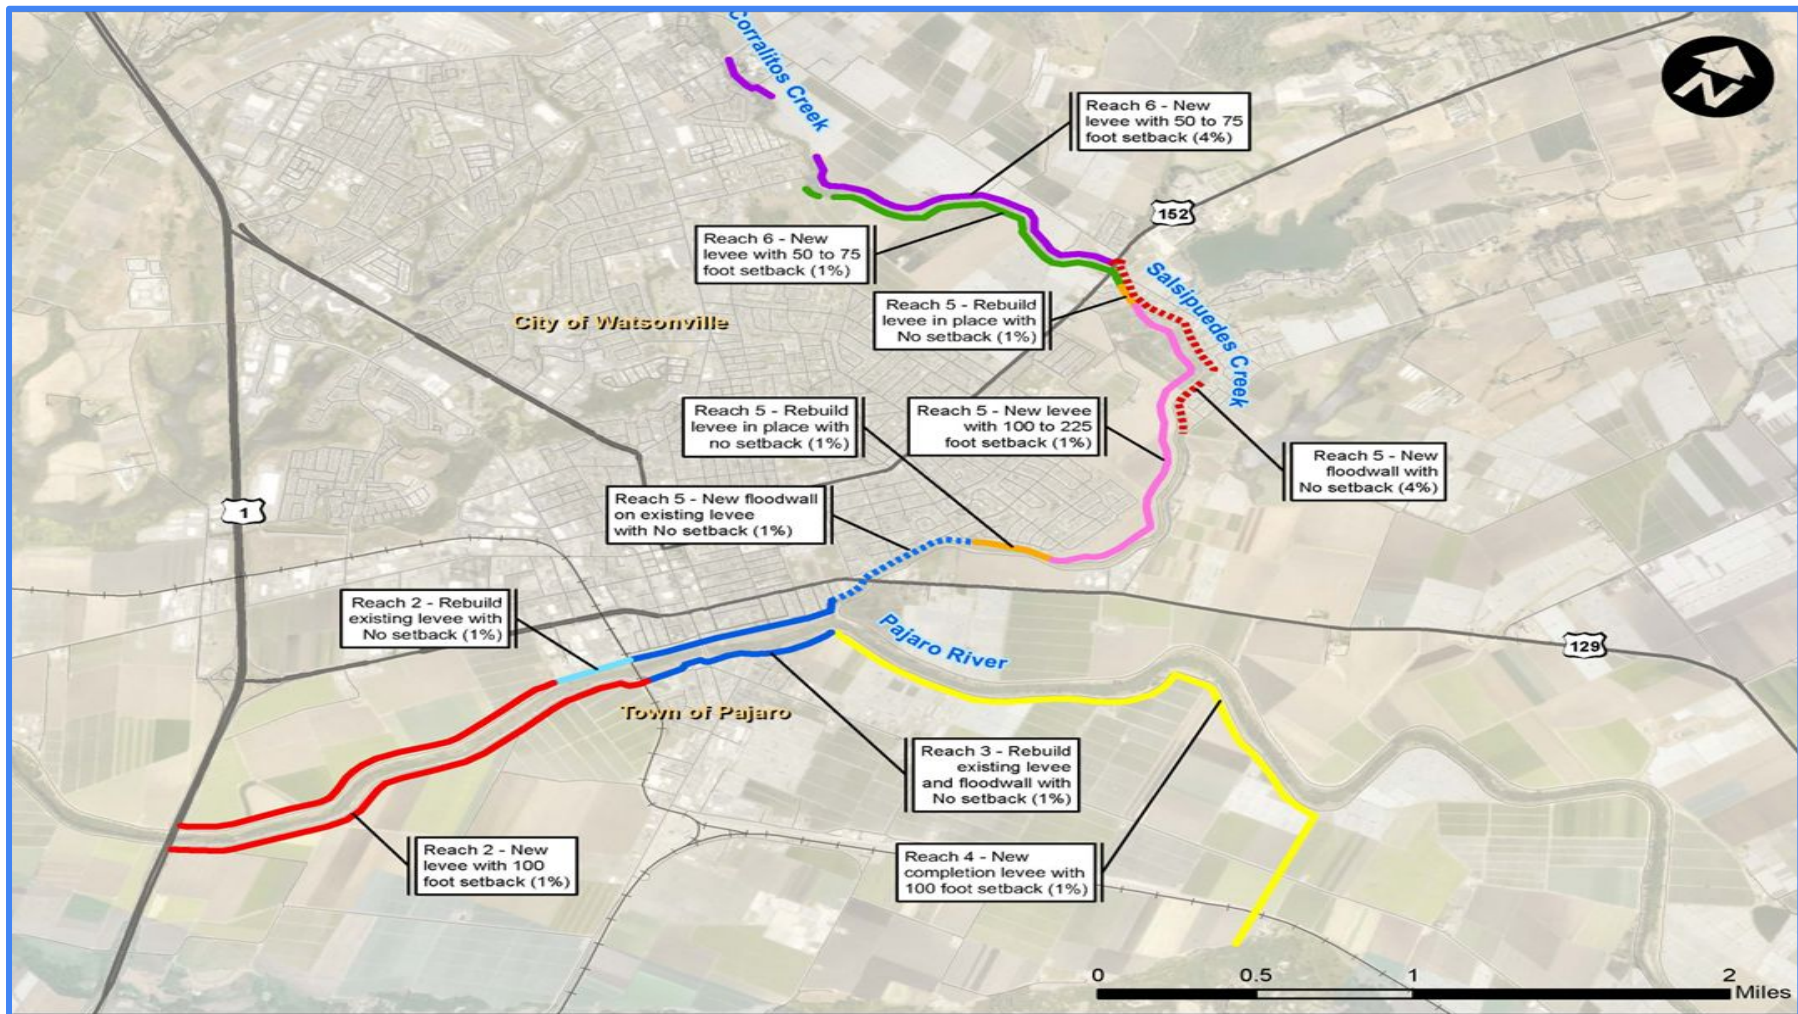 Corralitos Creek
N
Reach 6 - New
levee with 50 to 75
foot setback (4%)
152
Reach 6 - New
levee with 50 to 75
foot setback (1%)
Salsipuedes Creek
Reach 5 - Rebuild
levee in place with
No setback (1%)
City of Watsonville
Reach 5 - Rebuild
levee in place with
no setback (1%)
Reach 5 - New levee
with 100 to 225
foot setback (1%)
Reach 5 - New
floodwall with
No setback (4%)
Reach 5 - New floodwall
on existing levee
with No setback (1%)
1
Reach 2 - Rebuild
existing levee with
No setback (1%)
Pajaro River
129
Town of Pajaro
Reach 3 - Rebuild
existing levee
and floodwall with
No setback (1%)
Reach 2 - New
levee with 100
foot setback (1%)
Reach 4 - New
completion levee with
100 foot setback (1%)
0 0.5 1 2
Miles